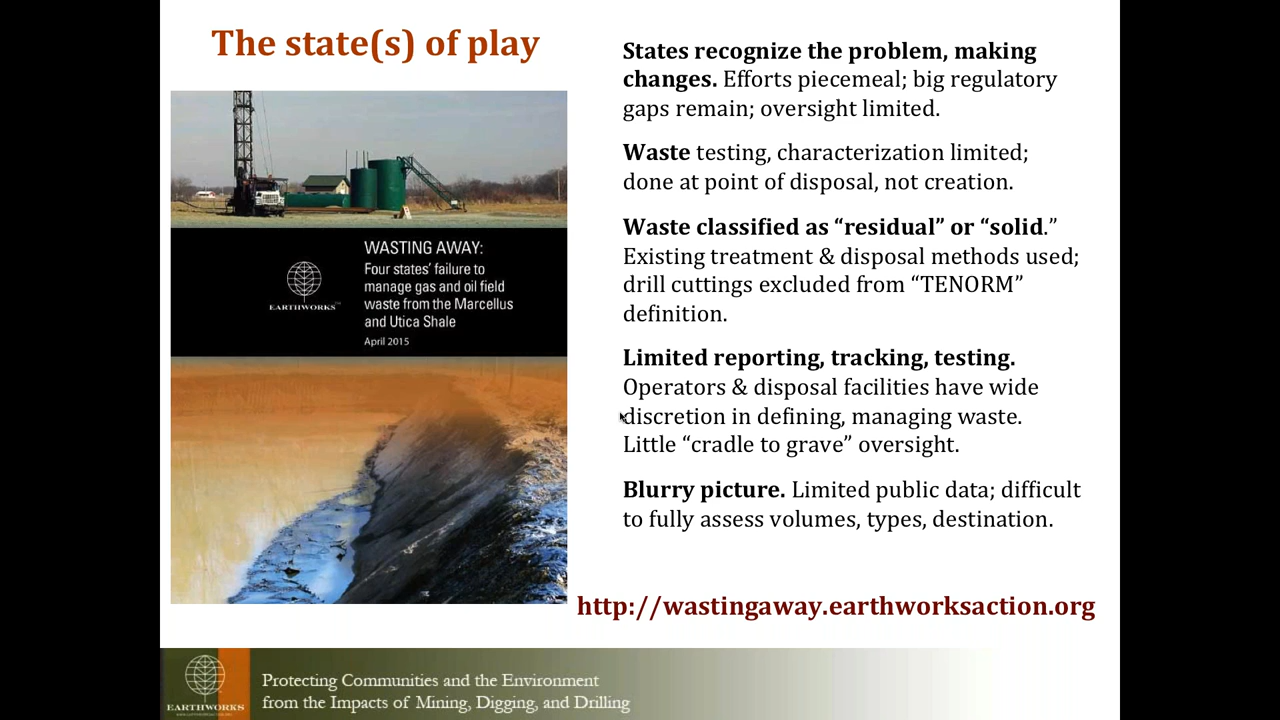 The state(s) of play
WASTING AWAY:
Four states' failure to
manage gas and oil field
waste from the Marcellus
and Utica Shale
April 2015
EARTHWORKS™
States recognize the problem, making
changes. Efforts piecemeal; big regulatory
gaps remain; oversight limited.
Waste testing, characterization limited;
done at point of disposal, not creation.
Waste classified as “residual” or “solid.”
Existing treatment & disposal methods used;
drill cuttings excluded from “TENORM”
definition.
Limited reporting, tracking, testing.
Operators & disposal facilities have wide
discretion in defining, managing waste.
Little “cradle to grave” oversight.
Blurry picture. Limited public data; difficult
to fully assess volumes, types, destination.
http://wastingaway.earthworksaction.org
EARTHWORKS
Protecting Communities and the Environment
from the Impacts of Mining, Digging, and Drilling